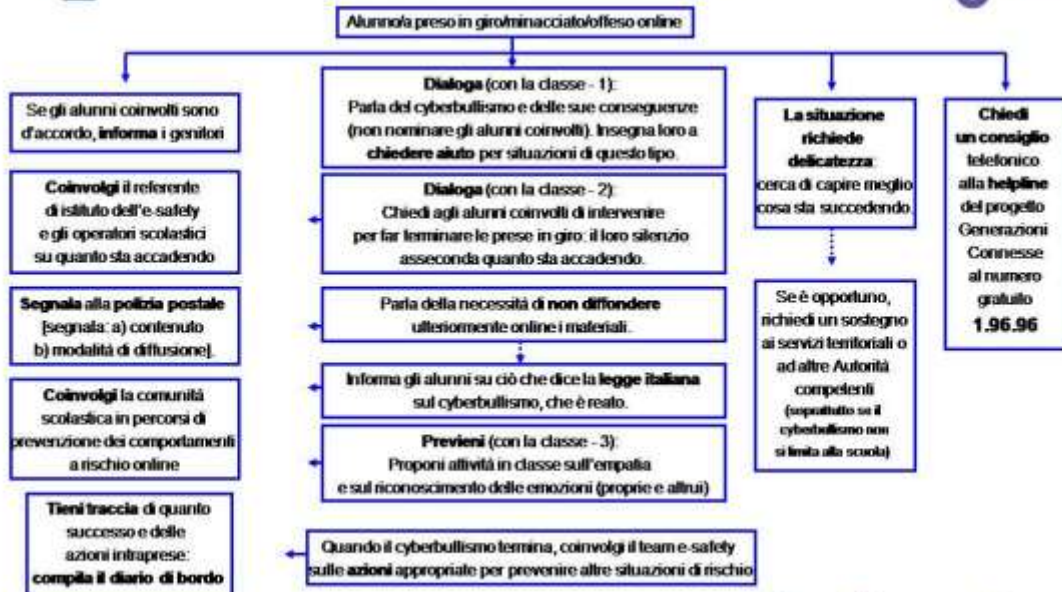 Alunno/a preso in giro/minacciato/offeso online
Se gli alunni coinvolti sono
d'accordo, informa i genitori
Coinvolgi il referente
di istituto dell'e-safety
e gli operatori scolastici
su quanto sta accadendo
Segnala alla polizia postale
[segnala: a) contenuto
b) modalità di diffusione].
Coinvolgi la comunità
scolastica in percorsi di
prevenzione dei comportamenti
a rischio online
Tieni traccia di quanto
successo e delle
azioni intraprese:
compila il diario di bordo
Dialoga (con la classe - 1):
Parla del cyberbullismo e delle sue conseguenze
(non nominare gli alunni coinvolti). Insegna loro a
chiedere aiuto per situazioni di questo tipo.
Dialoga (con la classe - 2):
Chiedi agli alunni coinvolti di intervenire
per far terminare le prese in giro: il loro silenzio
asseconda quanto sta accadendo.
Parla della necessità di non diffondere
ulteriormente online i materiali.
Informa gli alunni su ciò che dice la legge italiana
sul cyberbullismo, che è reato.
Previeni (con la classe - 3):
Proponi attività in classe sull'empatia
e sul riconoscimento delle emozioni (proprie e altrui)
Quando il cyberbullismo termina, coinvolgi il team e-safety
sulle azioni appropriate per prevenire altre situazioni di rischio
La situazione
richiede
delicatezza:
cerca di capire meglio
cosa sta succedendo.
Se è opportuno,
richiedi un sostegno
ai servizi territoriali o
ad altre Autorità
competenti
(soprattutto se il
cyberbullismo non
si limita alla scuola)
Chiedi
un consiglio
telefonico
alla helpline
del progetto
Generazioni
Connesse
al numero
gratuito
1.96.96